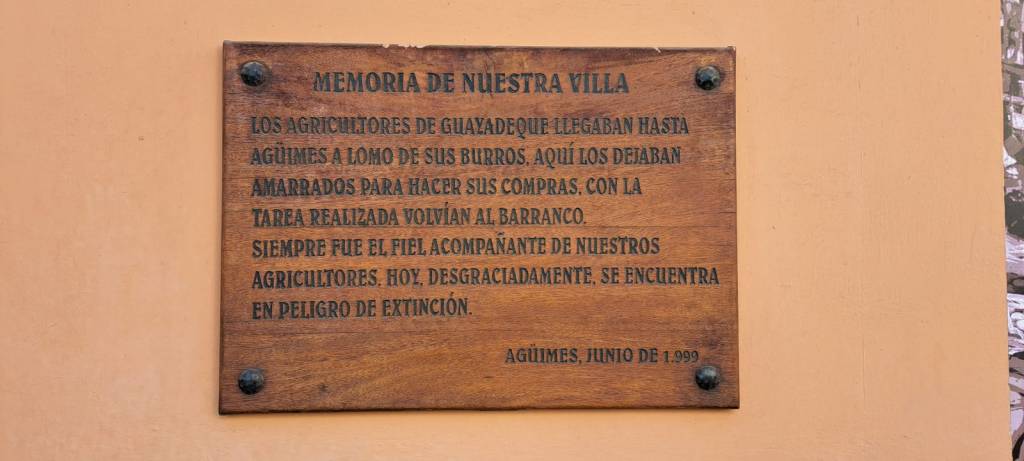 MEMORIA DE NUESTRA VILLA
LOS AGRICULTORES DE GUAYADEQUE LLEGABAN HASTA
AGÜIMES A LOMO DE SUS BURROS, AQUÍ LOS DEJABAN
AMARRADOS PARA HACER SUS COMPRAS, CON LA
TAREA REALIZADA VOLVÍAN AL BARRANCO.
SIEMPRE FUE EL FIEL ACOMPAÑANTE DE NUESTROS
AGRICULTORES, HOY, DESGRACIADAMENTE, SE ENCUENTRA
EN PELIGRO DE EXTINCIÓN.
AGÜIMES, JUNIO DE 1.999